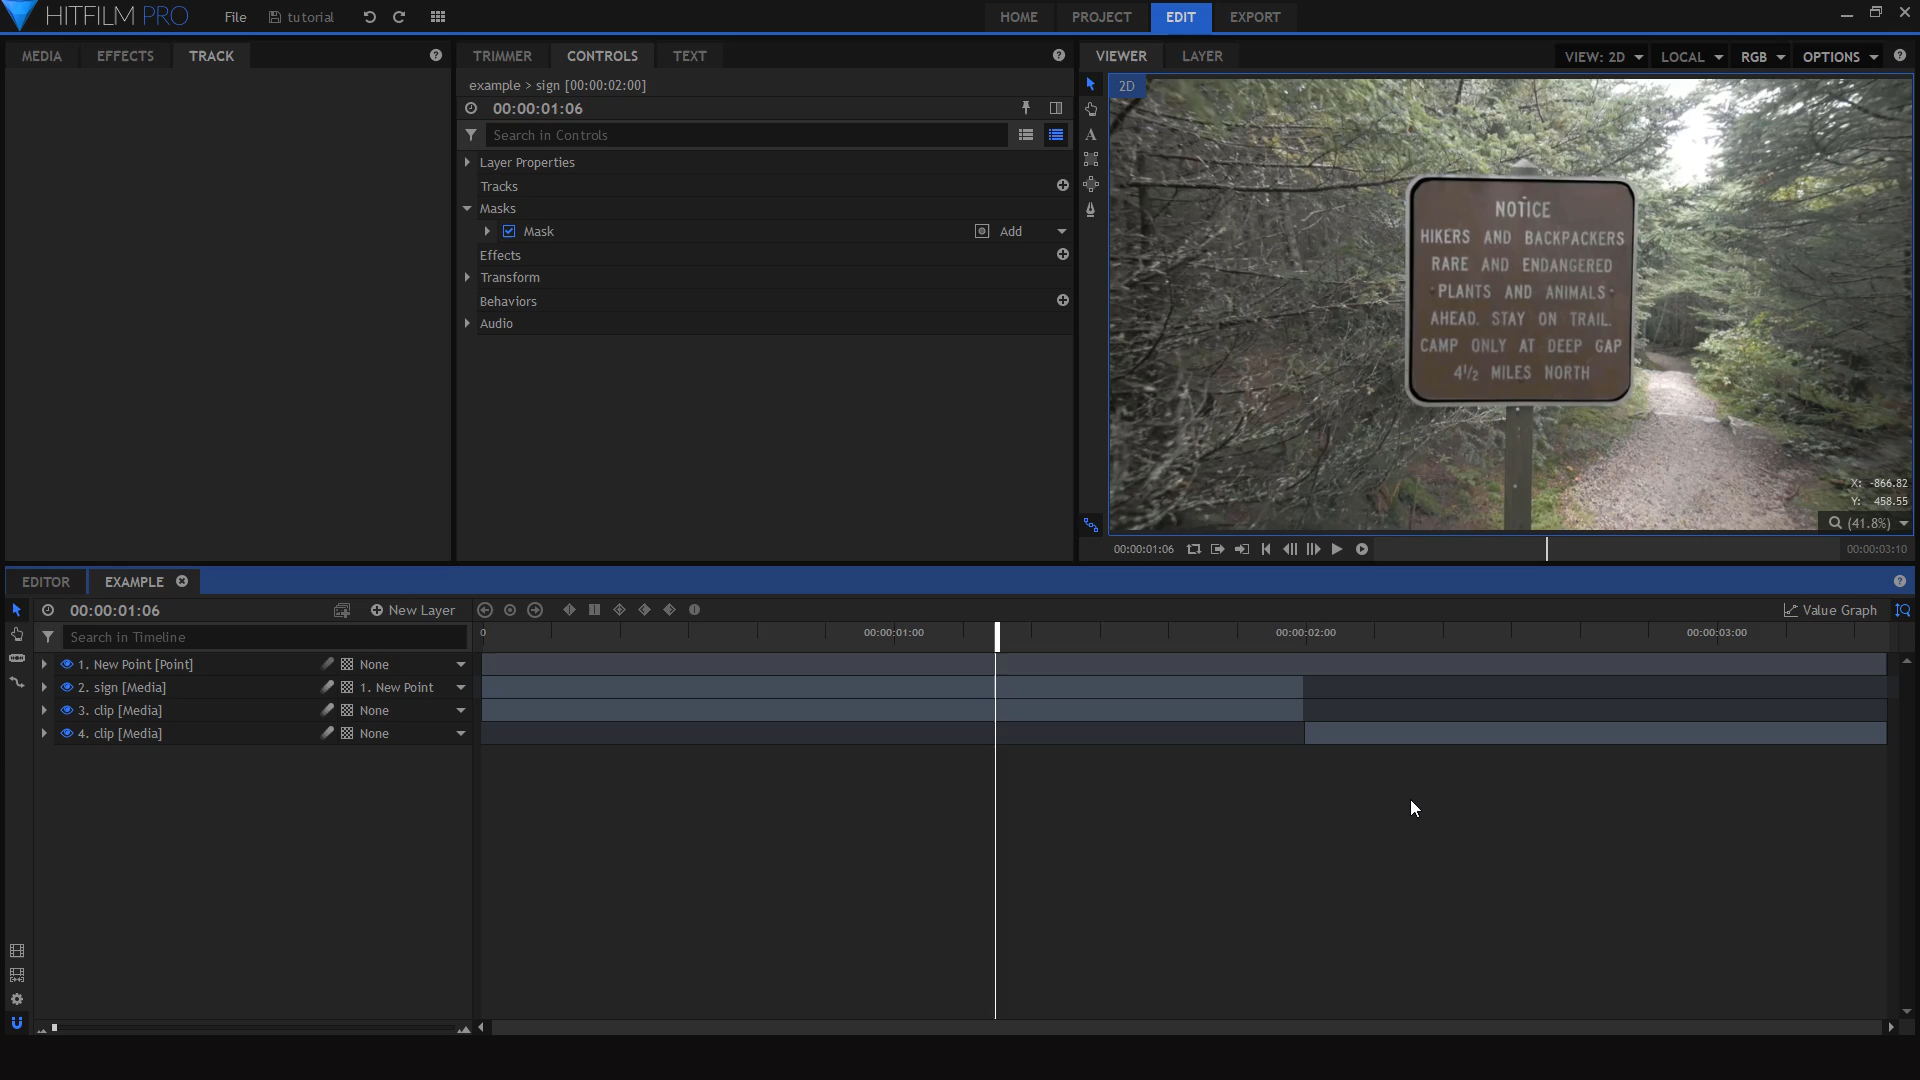 HITFILM PRO File tutorial HOME PROJECT EDIT EXPORT
MEDIA EFFECTS TRACK
TRIMMER CONTROLS TEXT
example > sign [00:00:02:00]
00:00:01:06
Search in Controls
Layer Properties
Tracks
Masks
Mask Add
Effects
Transform
Behaviors
Audio
VIEWER LAYER VIEW: 2D LOCAL RGB OPTIONS
2D
NOTICE
HIKERS AND BACKPACKERS
RARE AND ENDANGERED
PLANTS AND ANIMALS
AHEAD. STAY ON TRAIL.
CAMP ONLY AT DEEP GAP
4 1/2 MILES NORTH
X: -866.82
Y: 458.55
(41.8%)
00:00:01:06 00:00:03:10
EDITOR EXAMPLE
00:00:01:06 New Layer Value Graph
Search in Timeline
0 00:00:01:00 00:00:02:00 00:00:03:00
1. New Point [Point] None
2. sign [Media] 1. New Point
3. clip [Media] None
4. clip [Media] None